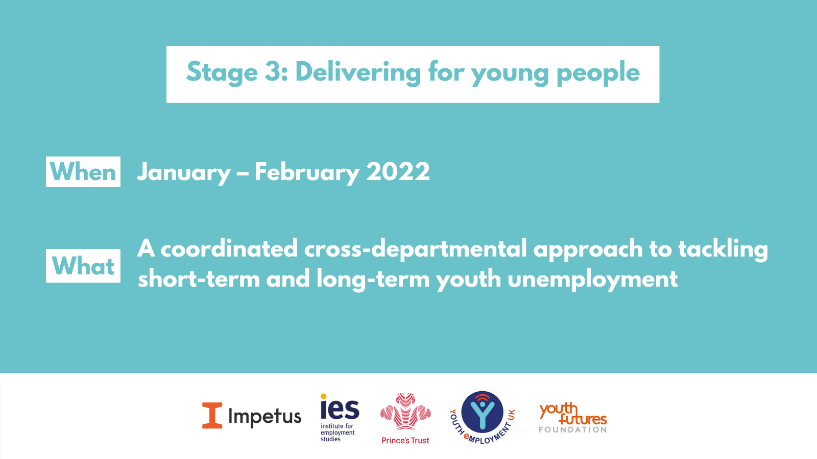 Stage 3: Delivering for young people
When
January – February 2022
What
A coordinated cross-departmental approach to tackling
short-term and long-term youth unemployment
Impetus
ies
institute for
employment
studies
Prince's Trust
YOUTH eMPLOYMENT UK
youth
futures
FOUNDATION